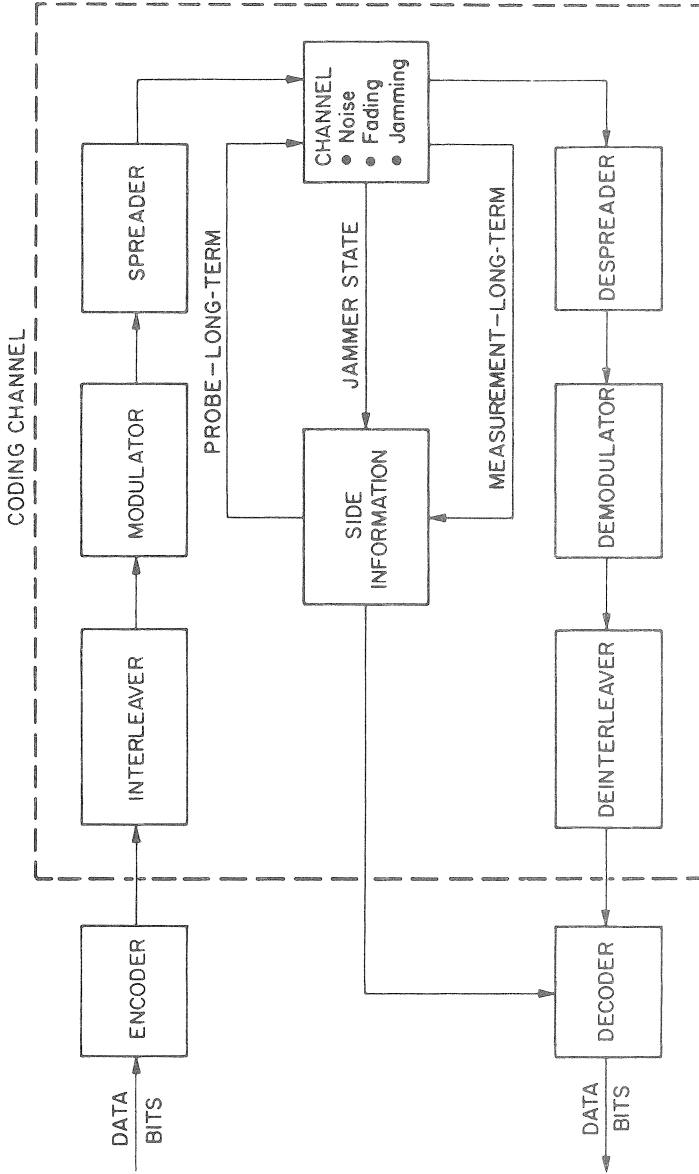 CODING CHANNEL
DATA
BITS
ENCODER
INTERLEAVER
MODULATOR
SPREADER
PROBE–LONG-TERM
SIDE
INFORMATION
JAMMER STATE
CHANNEL
• Noise
• Fading
• Jamming
MEASUREMENT–LONG-TERM
DATA
BITS
DECODER
DEINTERLEAVER
DEMODULATOR
DESPREADER